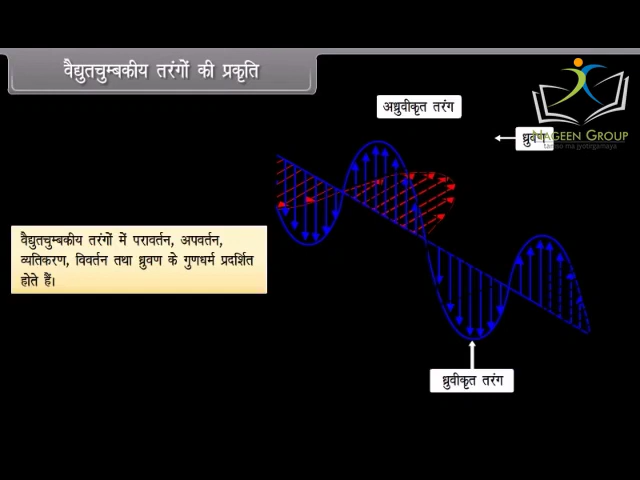 वैद्युतचुम्बकीय तरंगों की प्रकृति
अध्रुवीकृत तरंग
NAGEEN GROUP
वैद्युतचुम्बकीय तरंगों में परावर्तन, अपवर्तन,
व्यतिकरण, विवर्तन तथा ध्रुवण के गुणधर्म प्रदर्शित
होते हैं।
ध्रुवीकृत तरंग